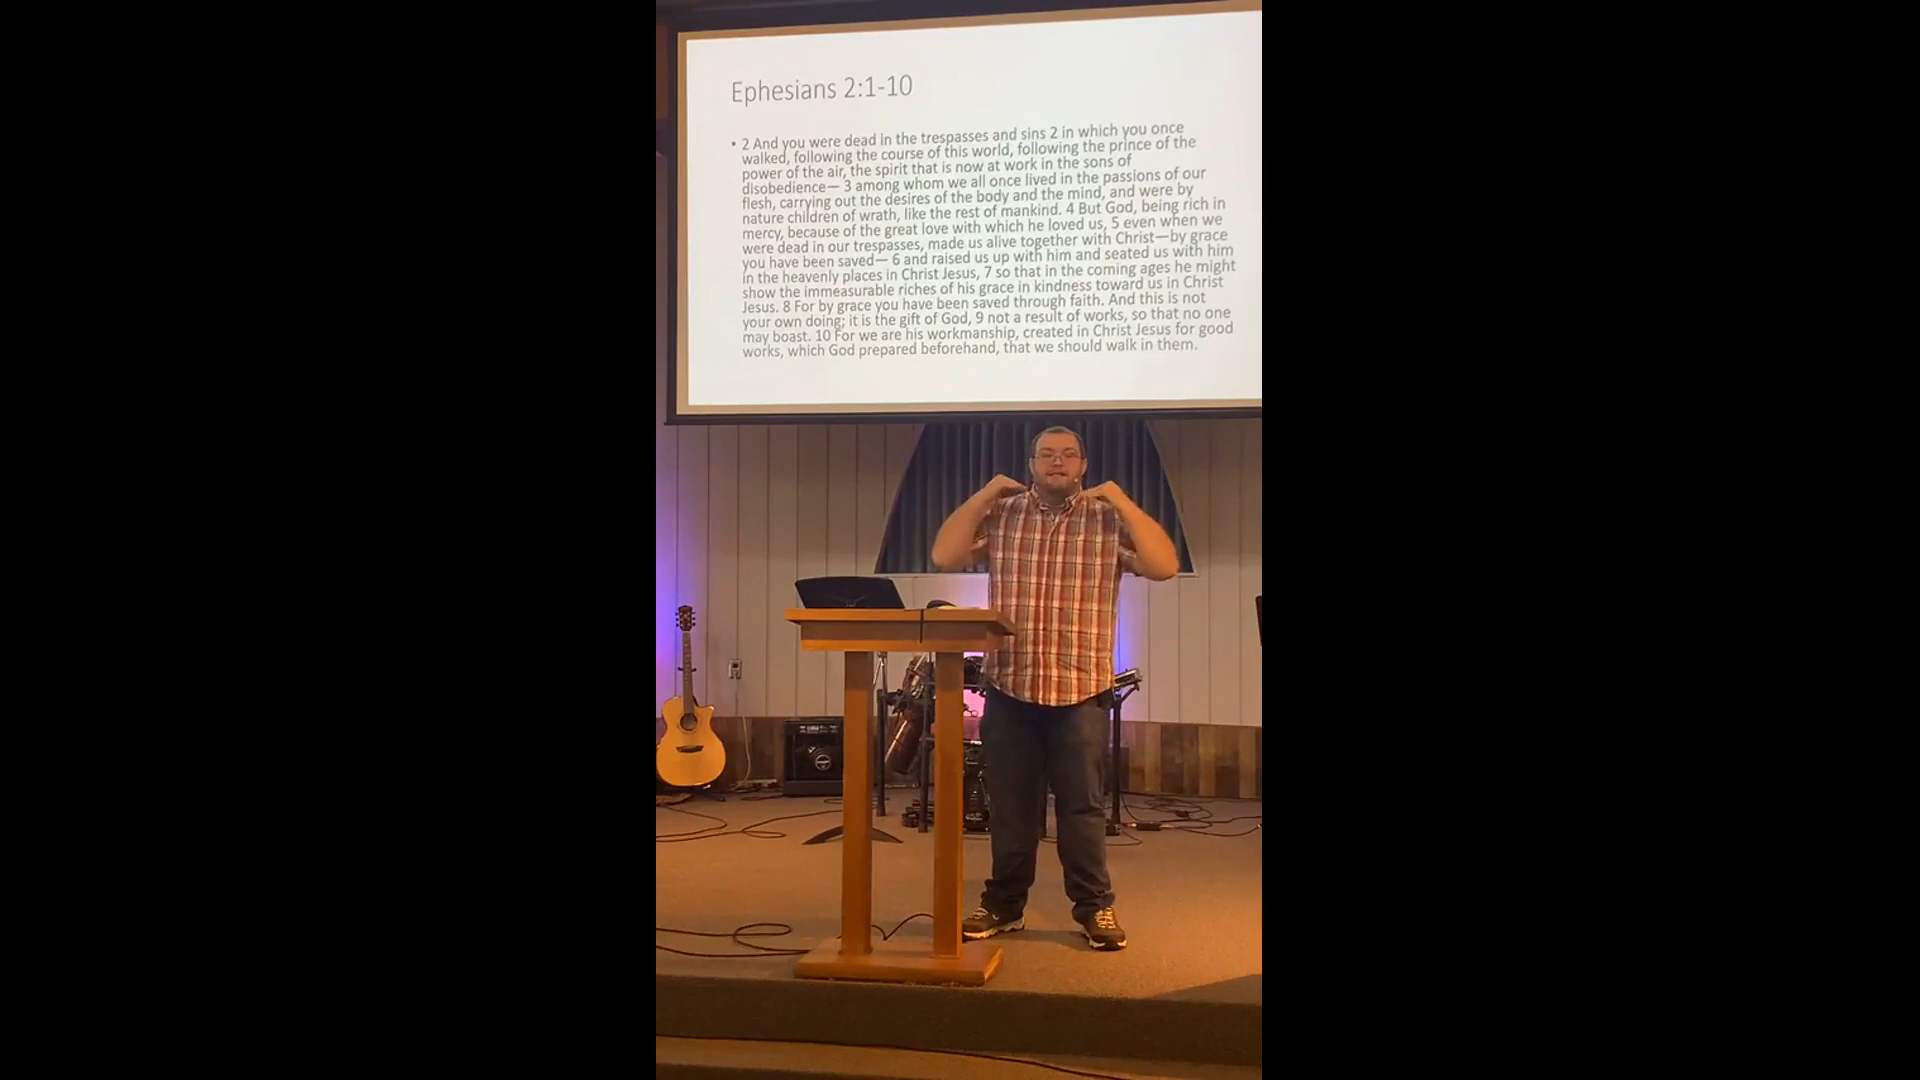 Ephesians 2:1-10
• 2 And you were dead in the trespasses and sins 2 in which you once
walked, following the course of this world, following the prince of the
power of the air, the spirit that is now at work in the sons of
disobedience— 3 among whom we all once lived in the passions of our
flesh, carrying out the desires of the body and the mind, and were by
nature children of wrath, like the rest of mankind. 4 But God, being rich in
mercy, because of the great love with which he loved us, 5 even when we
were dead in our trespasses, made us alive together with Christ—by grace
you have been saved— 6 and raised us up with him and seated us with him
in the heavenly places in Christ Jesus, 7 so that in the coming ages he might
show the immeasurable riches of his grace in kindness toward us in Christ
Jesus. 8 For by grace you have been saved through faith. And this is not
your own doing; it is the gift of God, 9 not a result of works, so that no one
may boast. 10 For we are his workmanship, created in Christ Jesus for good
works, which God prepared beforehand, that we should walk in them.